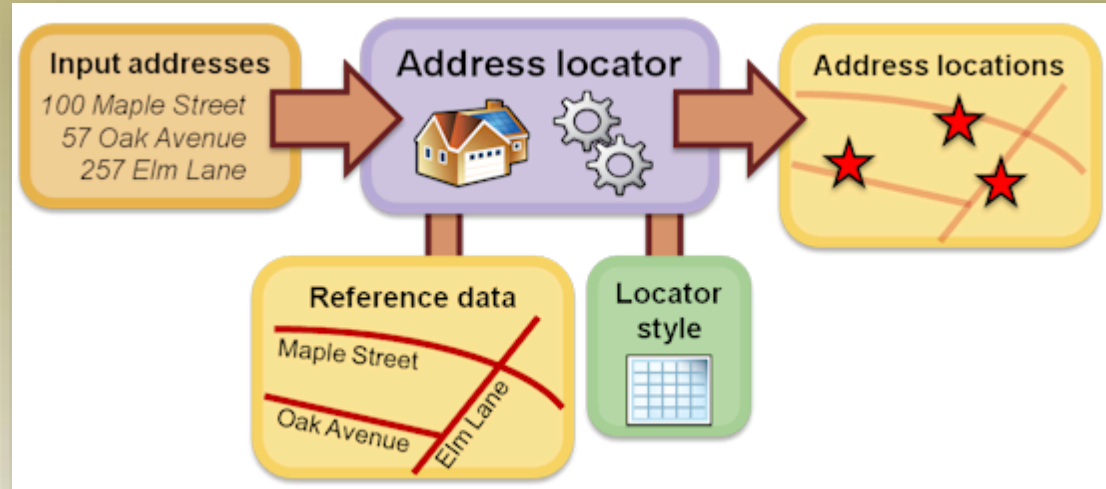 Input addresses
100 Maple Street
57 Oak Avenue
257 Elm Lane
Address locator
Address locations
Reference data
Maple Street
Oak Avenue
Elm Lane
Locator
style